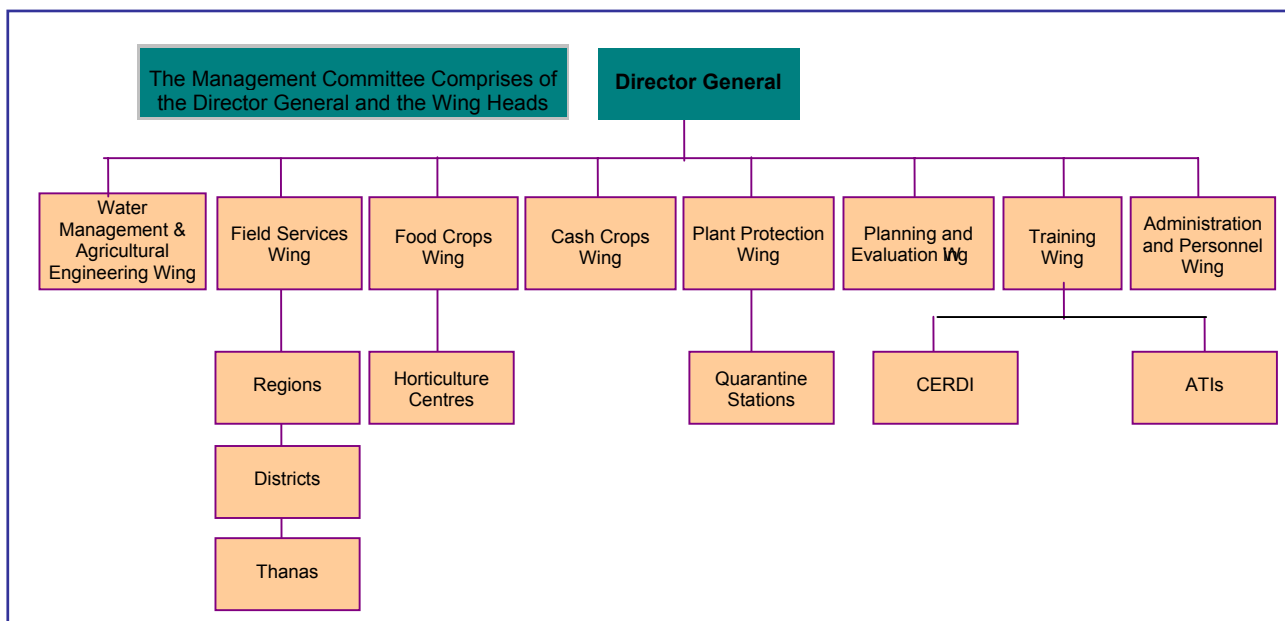 The Management Committee Comprises of
the Director General and the Wing Heads
Director General
Water
Management &
Agricultural
Engineering Wing
Field Services
Wing
Food Crops
Wing
Cash Crops
Wing
Plant Protection
Wing
Planning and
Evaluation Wing
Training
Wing
Administration
and Personnel
Wing
Regions
Horticulture
Centres
Quarantine
Stations
CERDI
ATIs
Districts
Thanas